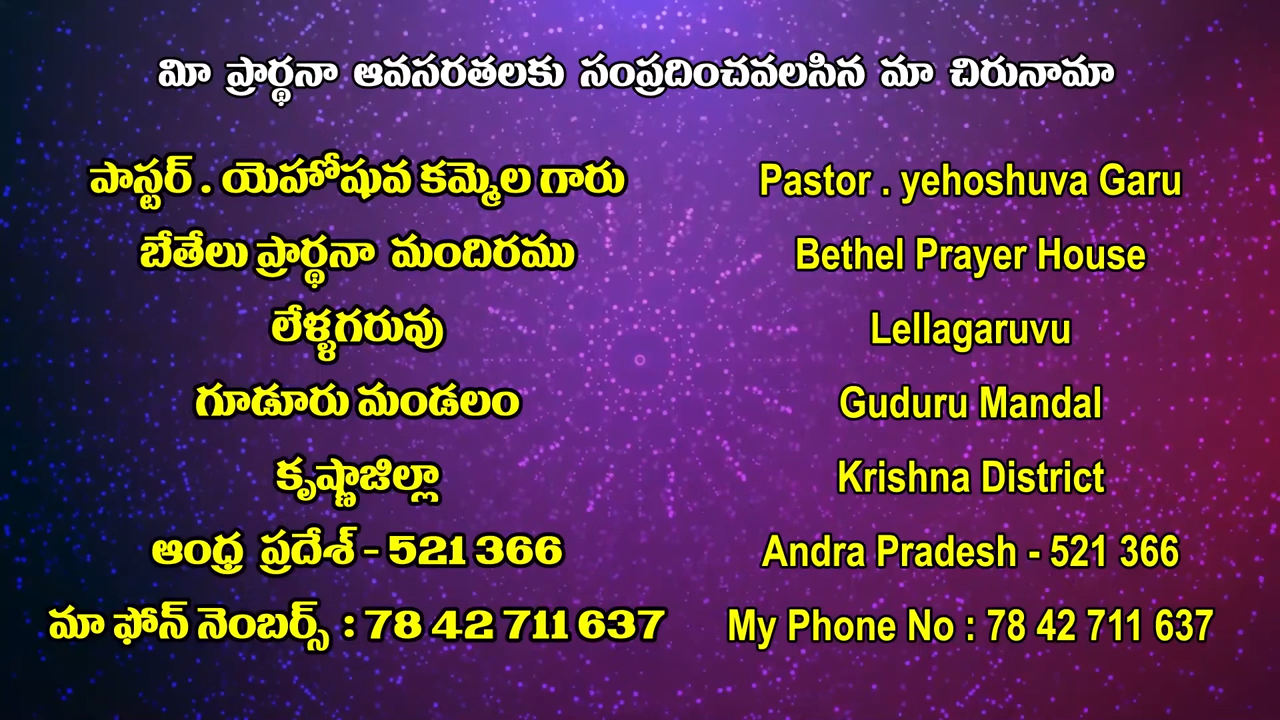 మీ ప్రార్థనా ఆవసరతలకు సంప్రదించవలసిన మా చిరునామా
పాస్టర్ . యెహోషువ కమ్మెల గారు
బేతేలు ప్రార్థనా మందిరము
లేళ్ళగరువు
గూడూరు మండలం
కృష్ణాజిల్లా
ఆంధ్ర ప్రదేశ్ - 521 366
మా ఫోన్ నెంబర్స్ : 78 42 711 637
Pastor . yehoshuva Garu
Bethel Prayer House
Lellagaruvu
Guduru Mandal
Krishna District
Andra Pradesh - 521 366
My Phone No : 78 42 711 637